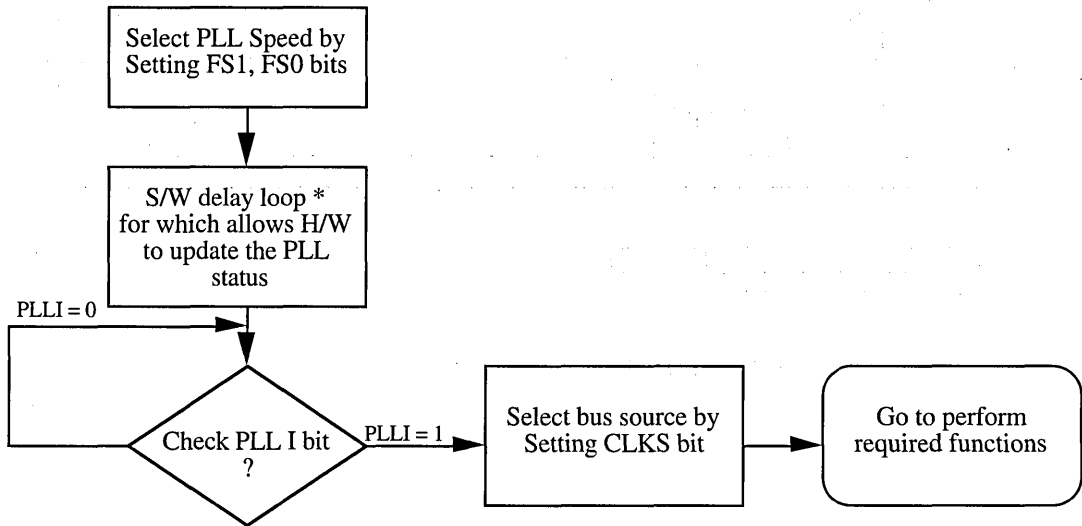 Select PLL Speed by
Setting FS1, FS0 bits
S/W delay loop *
for which allows H/W
to update the PLL
status
PLLI = 0
Check PLL I bit
?
PLLI = 1
Select bus source by
Setting CLKS bit
Go to perform
required functions